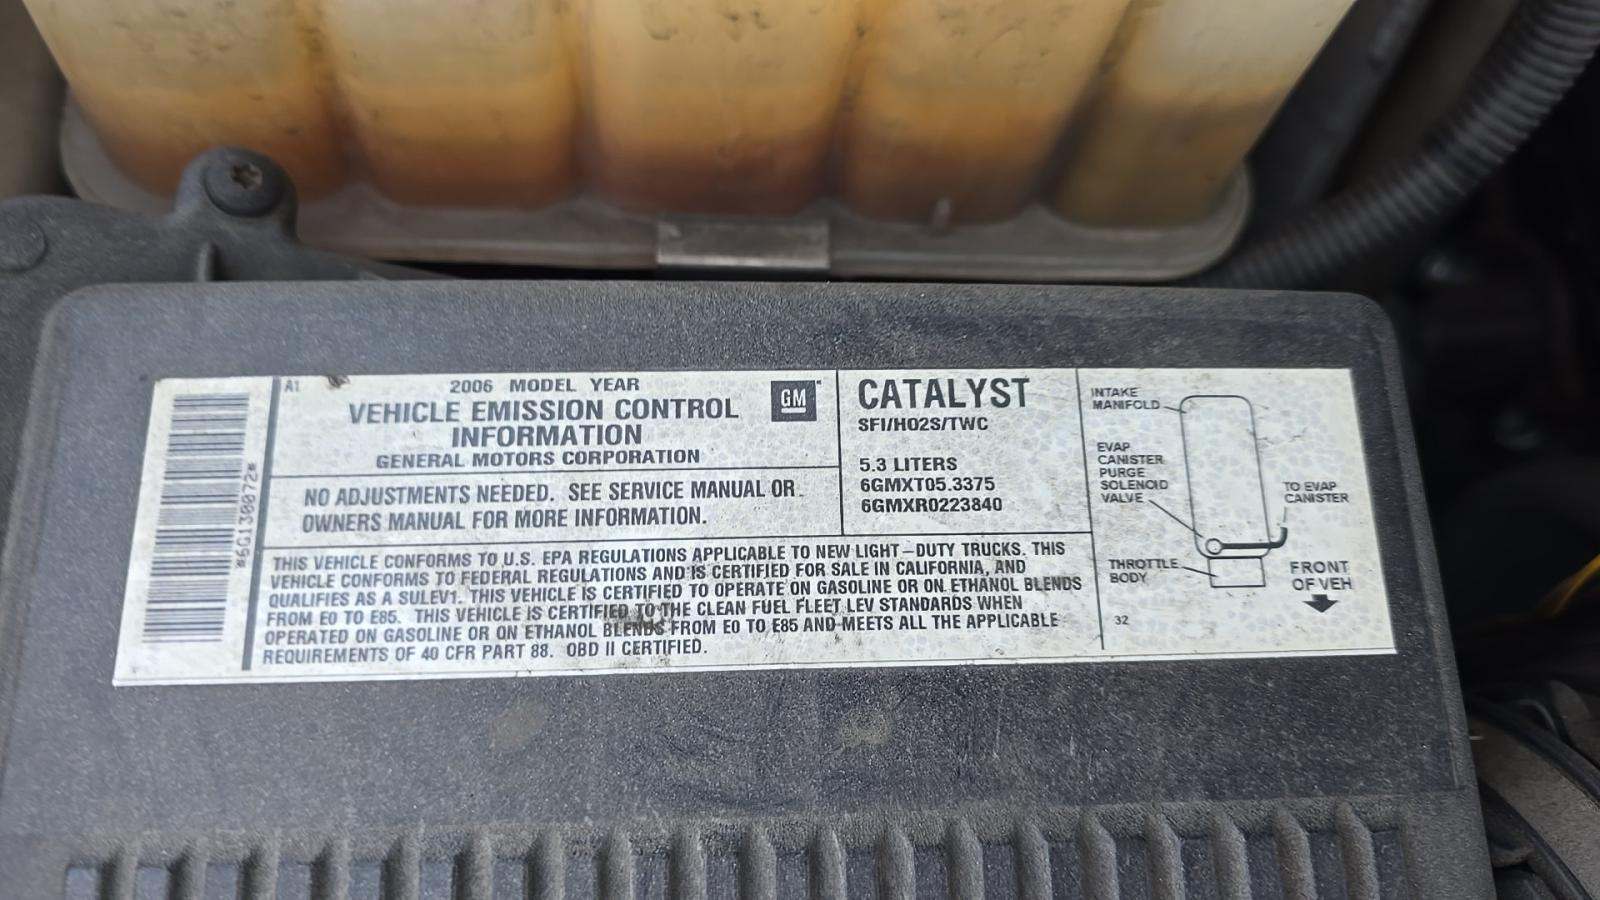 *6G130072*
A1
2006 MODEL YEAR
VEHICLE EMISSION CONTROL
INFORMATION
GENERAL MOTORS CORPORATION
GM
NO ADJUSTMENTS NEEDED. SEE SERVICE MANUAL OR
OWNERS MANUAL FOR MORE INFORMATION.
CATALYST
SFI/HO2S/TWC
5.3 LITERS
6GMXT05.3375
6GMXR0223840
THIS VEHICLE CONFORMS TO U.S. EPA REGULATIONS APPLICABLE TO NEW LIGHT-DUTY TRUCKS. THIS
VEHICLE CONFORMS TO FEDERAL REGULATIONS AND IS CERTIFIED FOR SALE IN CALIFORNIA, AND
QUALIFIES AS A SULEV1. THIS VEHICLE IS CERTIFIED TO OPERATE ON GASOLINE OR ON ETHANOL BLENDS
FROM E0 TO E85. THIS VEHICLE IS CERTIFIED TO THE CLEAN FUEL FLEET LEV STANDARDS WHEN
OPERATED ON GASOLINE OR ON ETHANOL BLENDS FROM E0 TO E85 AND MEETS ALL THE APPLICABLE
REQUIREMENTS OF 40 CFR PART 88. OBD II CERTIFIED.
INTAKE
MANIFOLD
EVAP
CANISTER
PURGE
SOLENOID
VALVE
TO EVAP
CANISTER
THROTTLE
BODY
FRONT
OF VEH
32